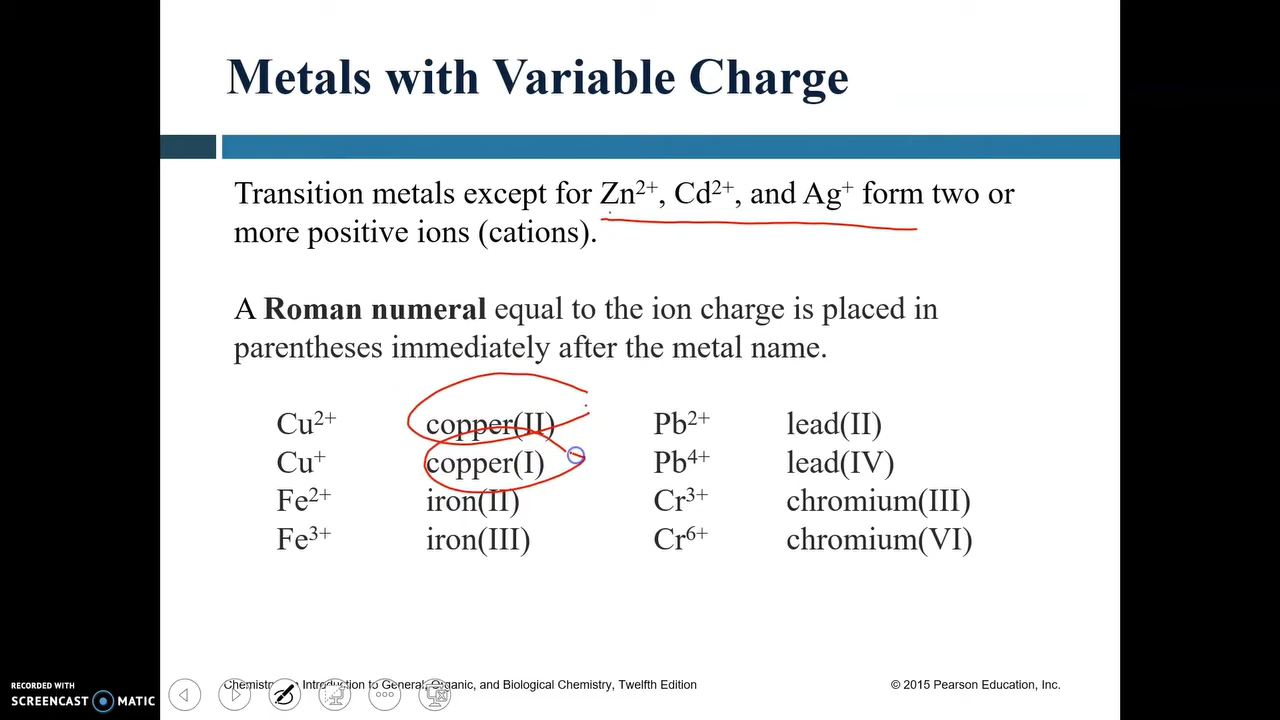 Metals with Variable Charge
Transition metals except for Zn²⁺, Cd²⁺, and Ag⁺ form two or
more positive ions (cations).
A Roman numeral equal to the ion charge is placed in
parentheses immediately after the metal name.
Cu²⁺ copper(II) Pb²⁺ lead(II)
Cu⁺ copper(I) Pb⁴⁺ lead(IV)
Fe²⁺ iron(II) Cr³⁺ chromium(III)
Fe³⁺ iron(III) Cr⁶⁺ chromium(VI)
Introduction to General, Organic, and Biological Chemistry, Twelfth Edition © 2015 Pearson Education, Inc.
RECORDED WITH
SCREENCAST MATIC